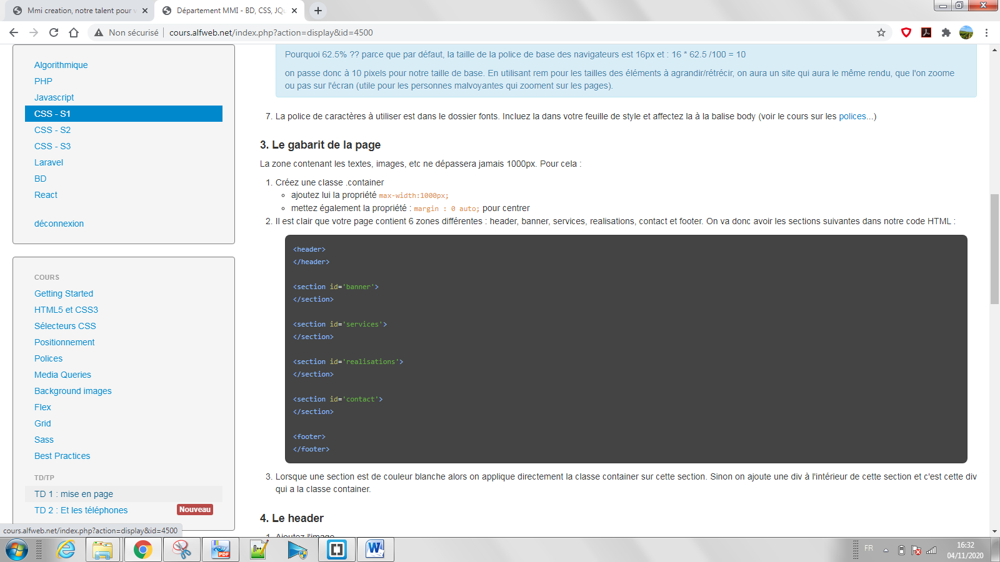 Mmi creation, notre talent pour v
Département MMI - BD, CSS, JQu
Non sécurisé
cours.alfweb.net/index.php?action=display&id=4500
Algorithmique
PHP
Javascript
CSS - S1
CSS - S2
CSS - S3
Laravel
BD
React
déconnexion
COURS
Getting Started
HTML5 et CSS3
Sélecteurs CSS
Positionnement
Polices
Media Queries
Background images
Flex
Grid
Sass
Best Practices
TD/TP
TD 1 : mise en page
TD 2 : Et les téléphones
Nouveau
cours.alfweb.net/index.php?action=display&id=4500
Pourquoi 62.5% ?? parce que par défaut, la taille de la police de base des navigateurs est 16px et : 16 * 62.5 /100 = 10
on passe donc à 10 pixels pour notre taille de base. En utilisant rem pour les tailles des éléments à agrandir/rétrécir, on aura un site qui aura le même rendu, que l'on zoome
ou pas sur l'écran (utile pour les personnes malvoyantes qui zooment sur les pages).
7. La police de caractères à utiliser est dans le dossier fonts. Incluez la dans votre feuille de style et affectez la à la balise body (voir le cours sur les polices...)
3. Le gabarit de la page
La zone contenant les textes, images, etc ne dépassera jamais 1000px. Pour cela :
1. Créez une classe .container
ajoutez lui la propriété max-width:1000px;
mettez également la propriété : margin : 0 auto; pour centrer
2. Il est clair que votre page contient 6 zones différentes : header, banner, services, realisations, contact et footer. On va donc avoir les sections suivantes dans notre code HTML :
<header>
</header>
<section id='banner'>
</section>
<section id='services'>
</section>
<section id='realisations'>
</section>
<section id='contact'>
</section>
<footer>
</footer>
3. Lorsque une section est de couleur blanche alors on applique directement la classe container sur cette section. Sinon on ajoute une div à l'intérieur de cette section et c'est cette div
qui a la classe container.
4. Le header
1. Ajoutez l'image
PDF
FR
16:32
04/11/2020